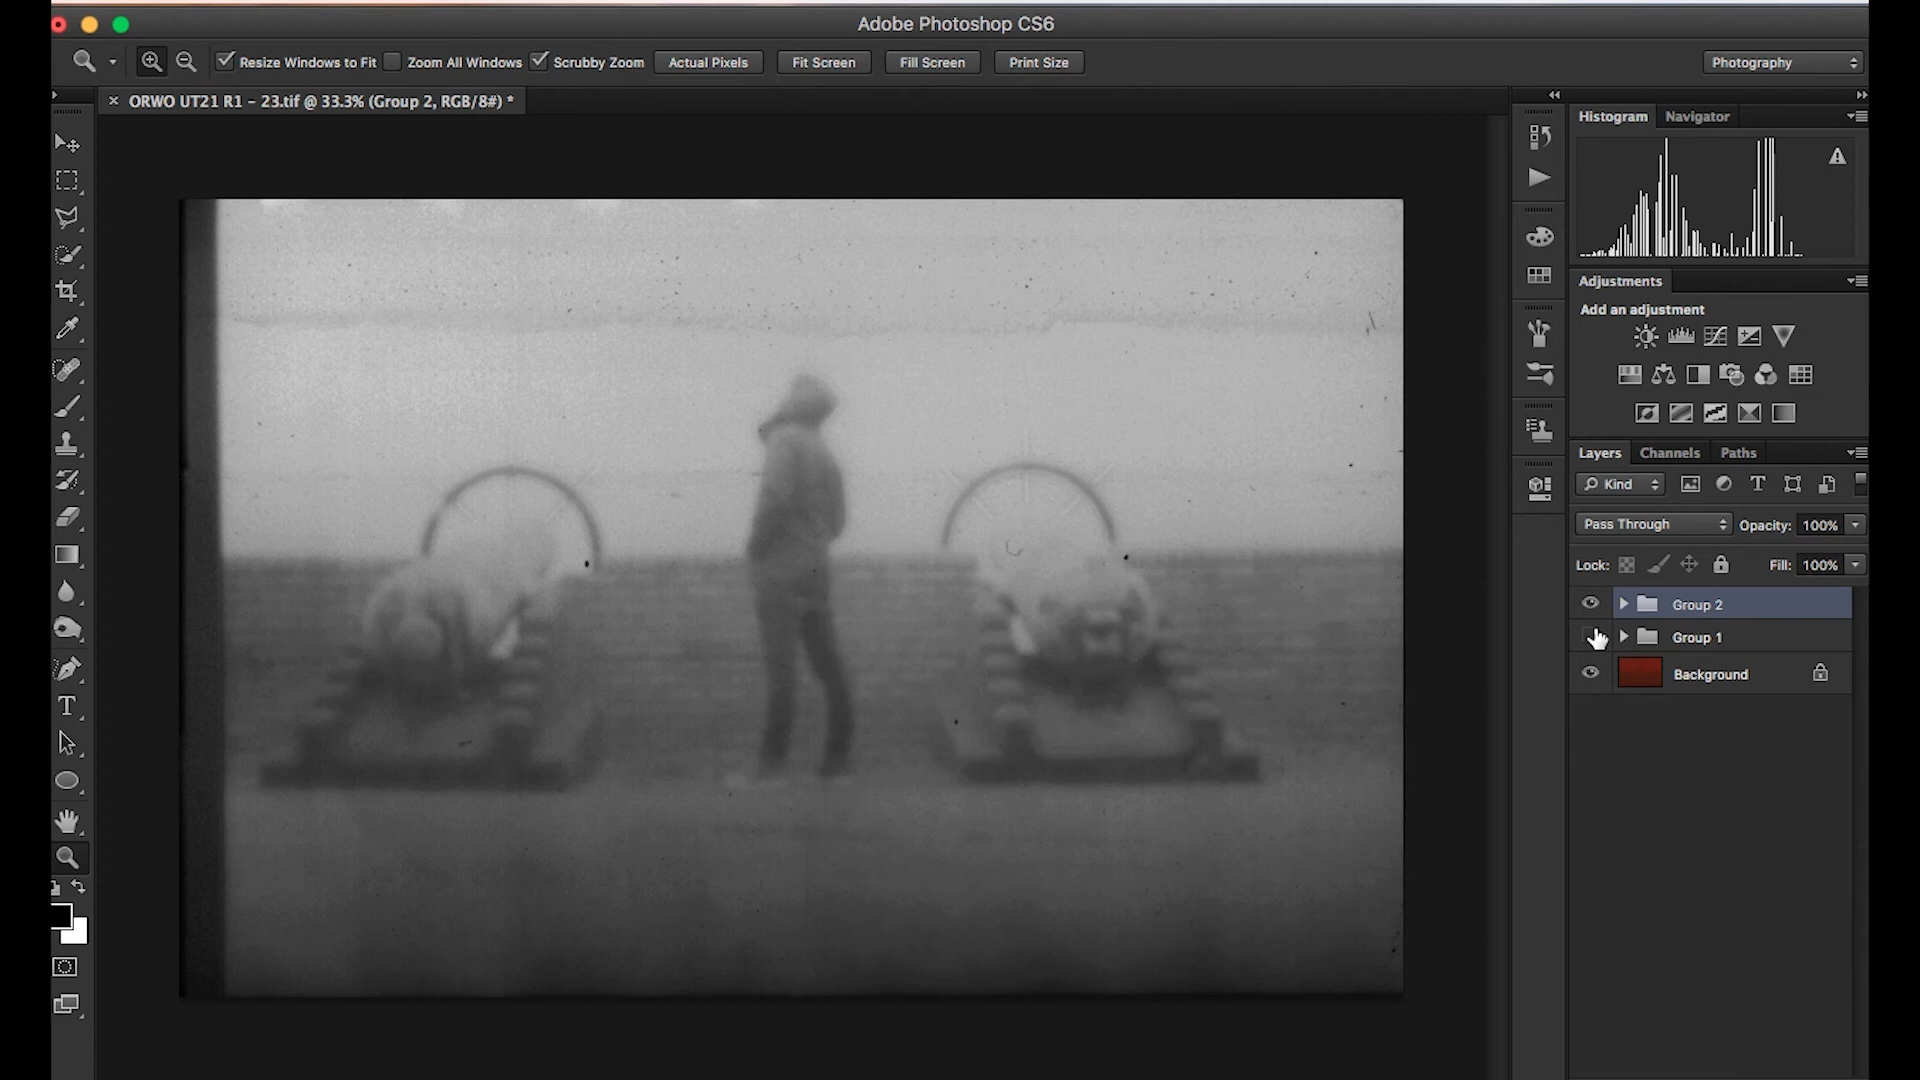 Adobe Photoshop CS6
Resize Windows to Fit Zoom All Windows Scrubby Zoom Actual Pixels Fit Screen Fill Screen Print Size Photography
ORWO UT21 R1 - 23.tif @ 33.3% (Group 2, RGB/8#) *
Histogram Navigator
Adjustments
Add an adjustment
Layers Channels Paths
Kind
Pass Through Opacity: 100%
Lock: Fill: 100%
Group 2
Group 1
Background